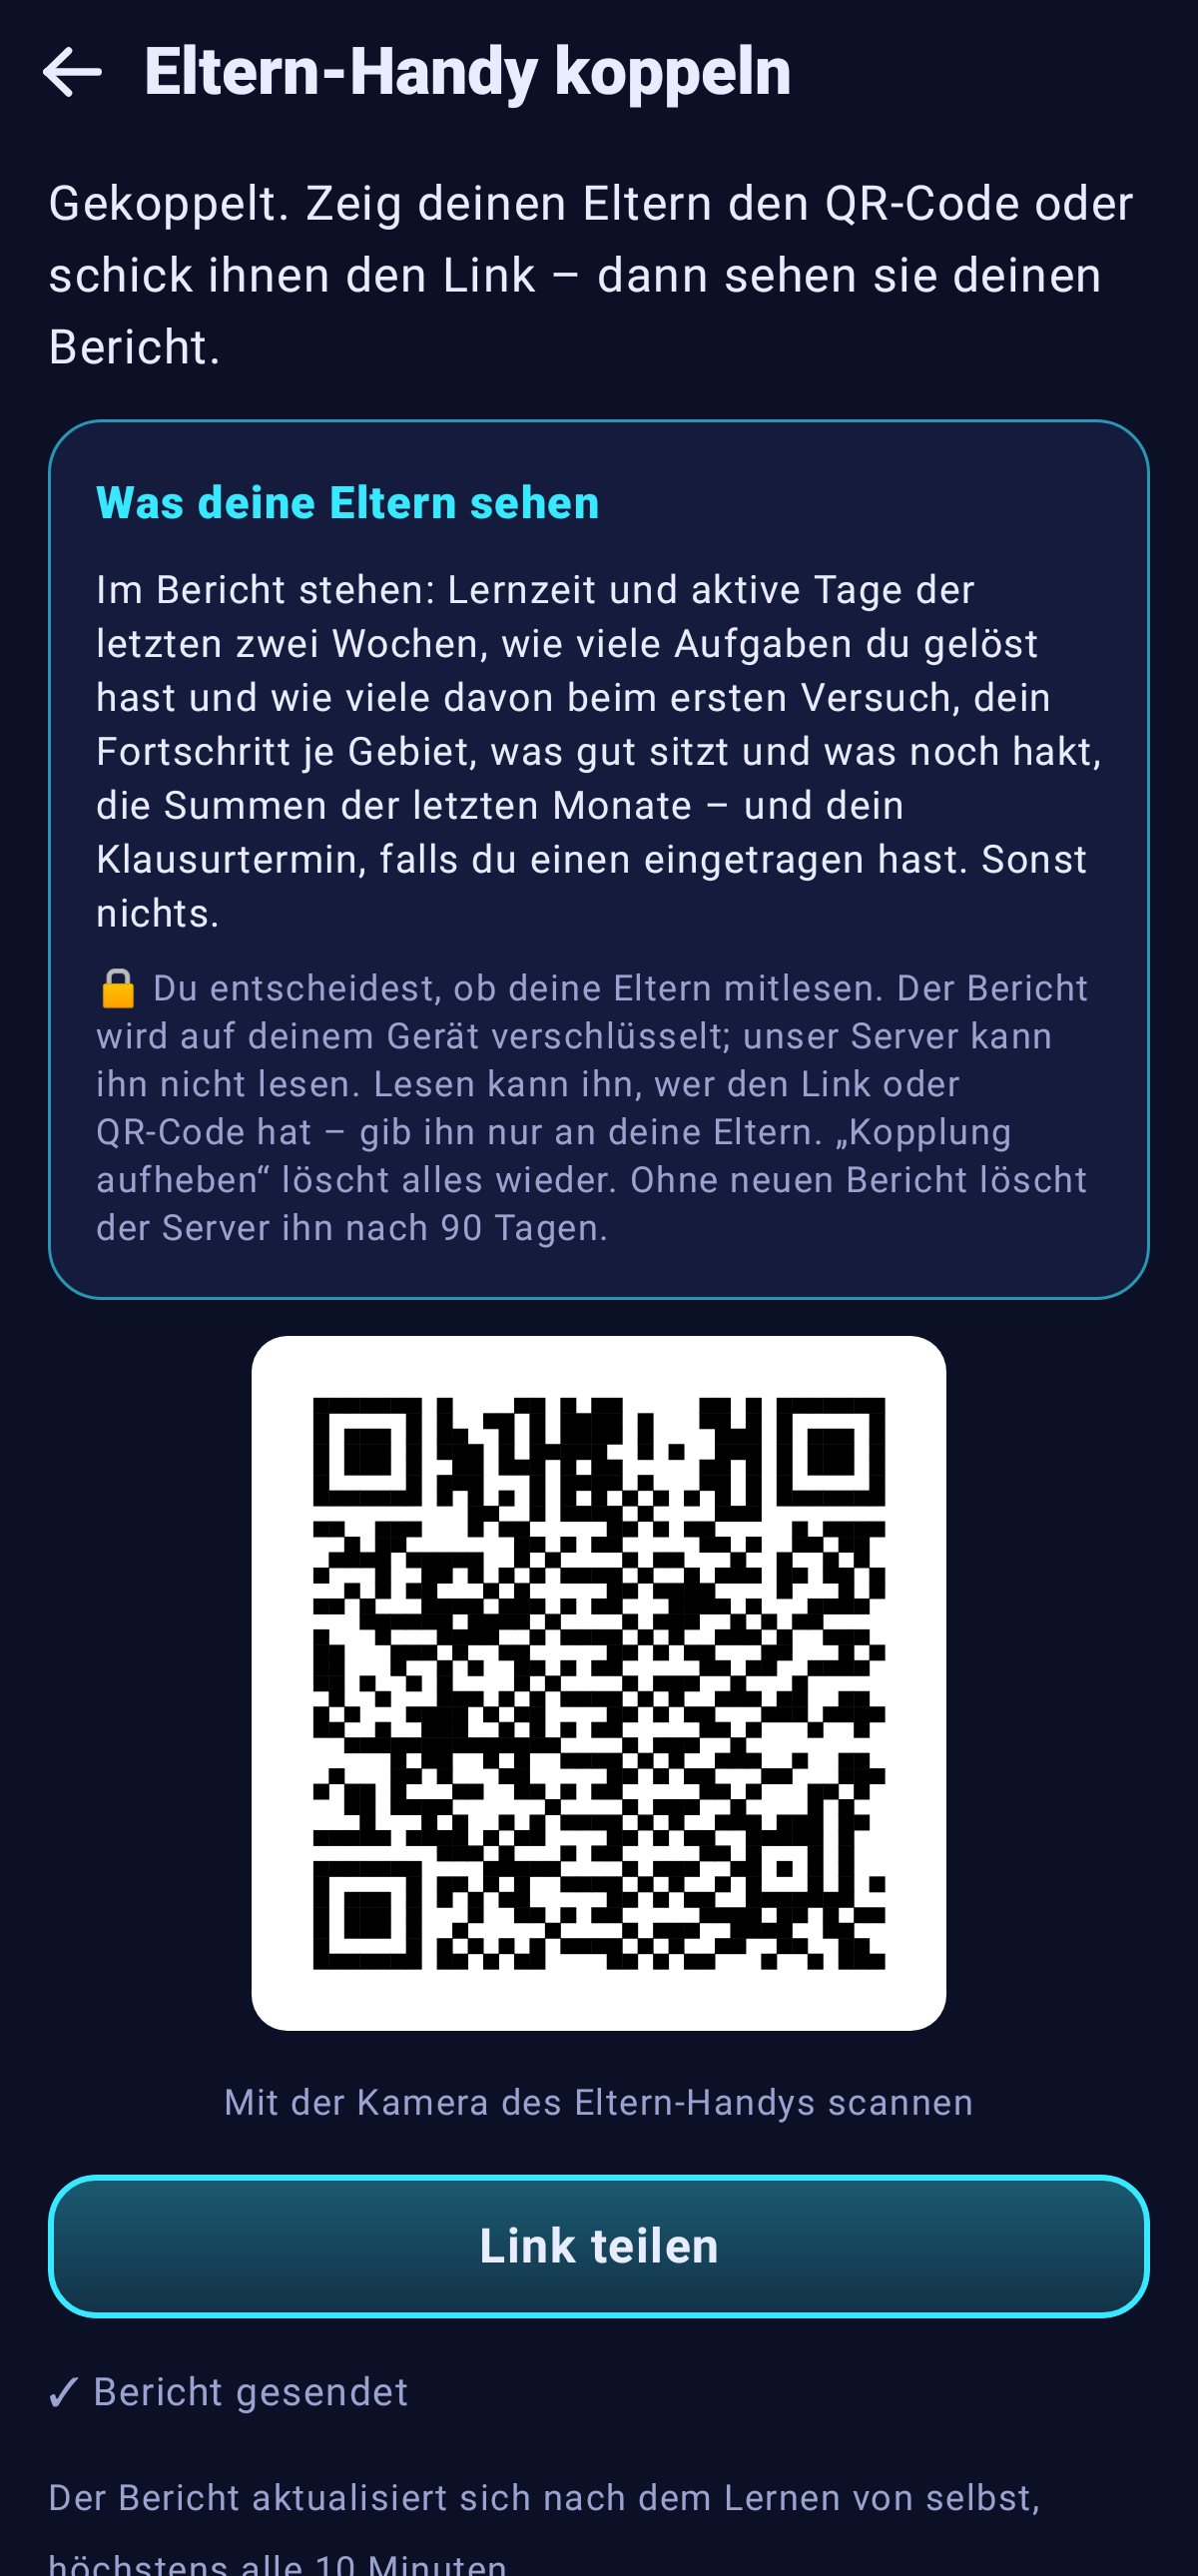 Eltern-Handy koppeln
Gekoppelt. Zeig deinen Eltern den QR-Code oder
schick ihnen den Link – dann sehen sie deinen
Bericht.
Was deine Eltern sehen
Im Bericht stehen: Lernzeit und aktive Tage der
letzten zwei Wochen, wie viele Aufgaben du gelöst
hast und wie viele davon beim ersten Versuch, dein
Fortschritt je Gebiet, was gut sitzt und was noch hakt,
die Summen der letzten Monate – und dein
Klausurtermin, falls du einen eingetragen hast. Sonst
nichts.
🔒 Du entscheidest, ob deine Eltern mitlesen. Der Bericht
wird auf deinem Gerät verschlüsselt; unser Server kann
ihn nicht lesen. Lesen kann ihn, wer den Link oder
QR-Code hat – gib ihn nur an deine Eltern. „Kopplung
aufheben“ löscht alles wieder. Ohne neuen Bericht löscht
der Server ihn nach 90 Tagen.
Mit der Kamera des Eltern-Handys scannen
Link teilen
✓ Bericht gesendet
Der Bericht aktualisiert sich nach dem Lernen von selbst,
höchstens alle 10 Minuten